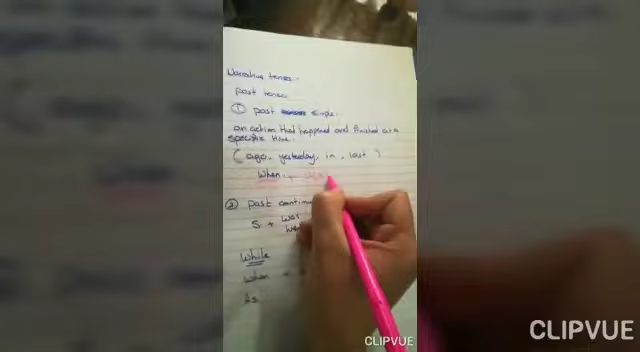 Narrative tenses:-
past tense
① past simple:
an action that happened and finished at a
specific time.
( ago, yesterday, in, last )
When +
② past contin
S + was
were
While
when +
As
CLIPVUE
CLIPVUE